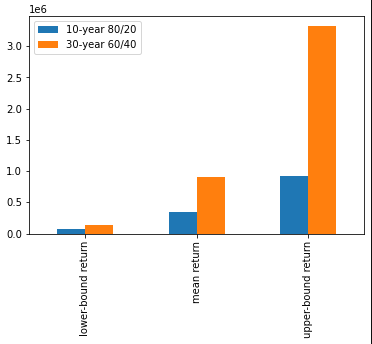 1e6
10-year 80/20
30-year 60/40
3.0
2.5
2.0
1.5
1.0
0.5
0.0
lower-bound return
mean return
upper-bound return